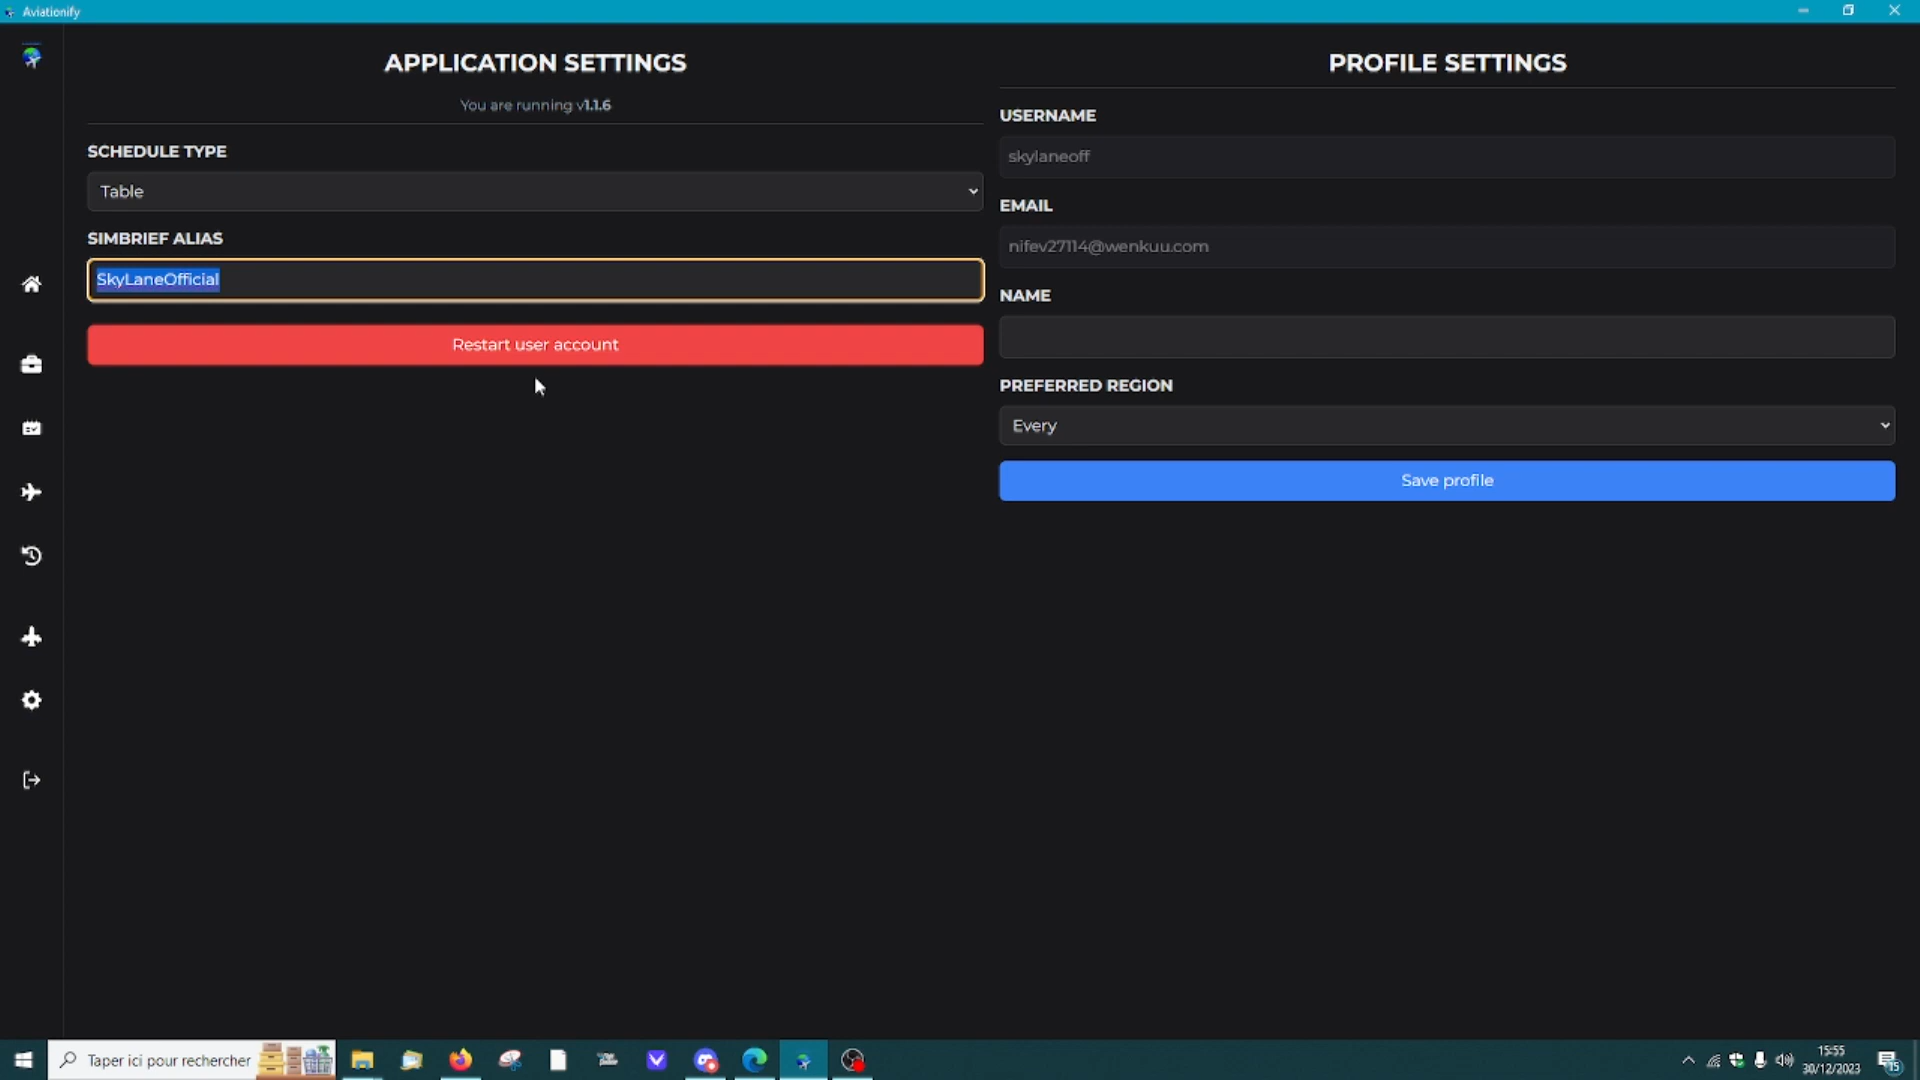 Aviationify
APPLICATION SETTINGS
You are running v1.1.6
SCHEDULE TYPE
Table
SIMBRIEF ALIAS
SkyLaneOfficial
Restart user account
PROFILE SETTINGS
USERNAME
skylaneoff
EMAIL
nifev27114@wenkuu.com
NAME
PREFERRED REGION
Every
Save profile
Taper ici pour rechercher
15:55
30/12/2023
15